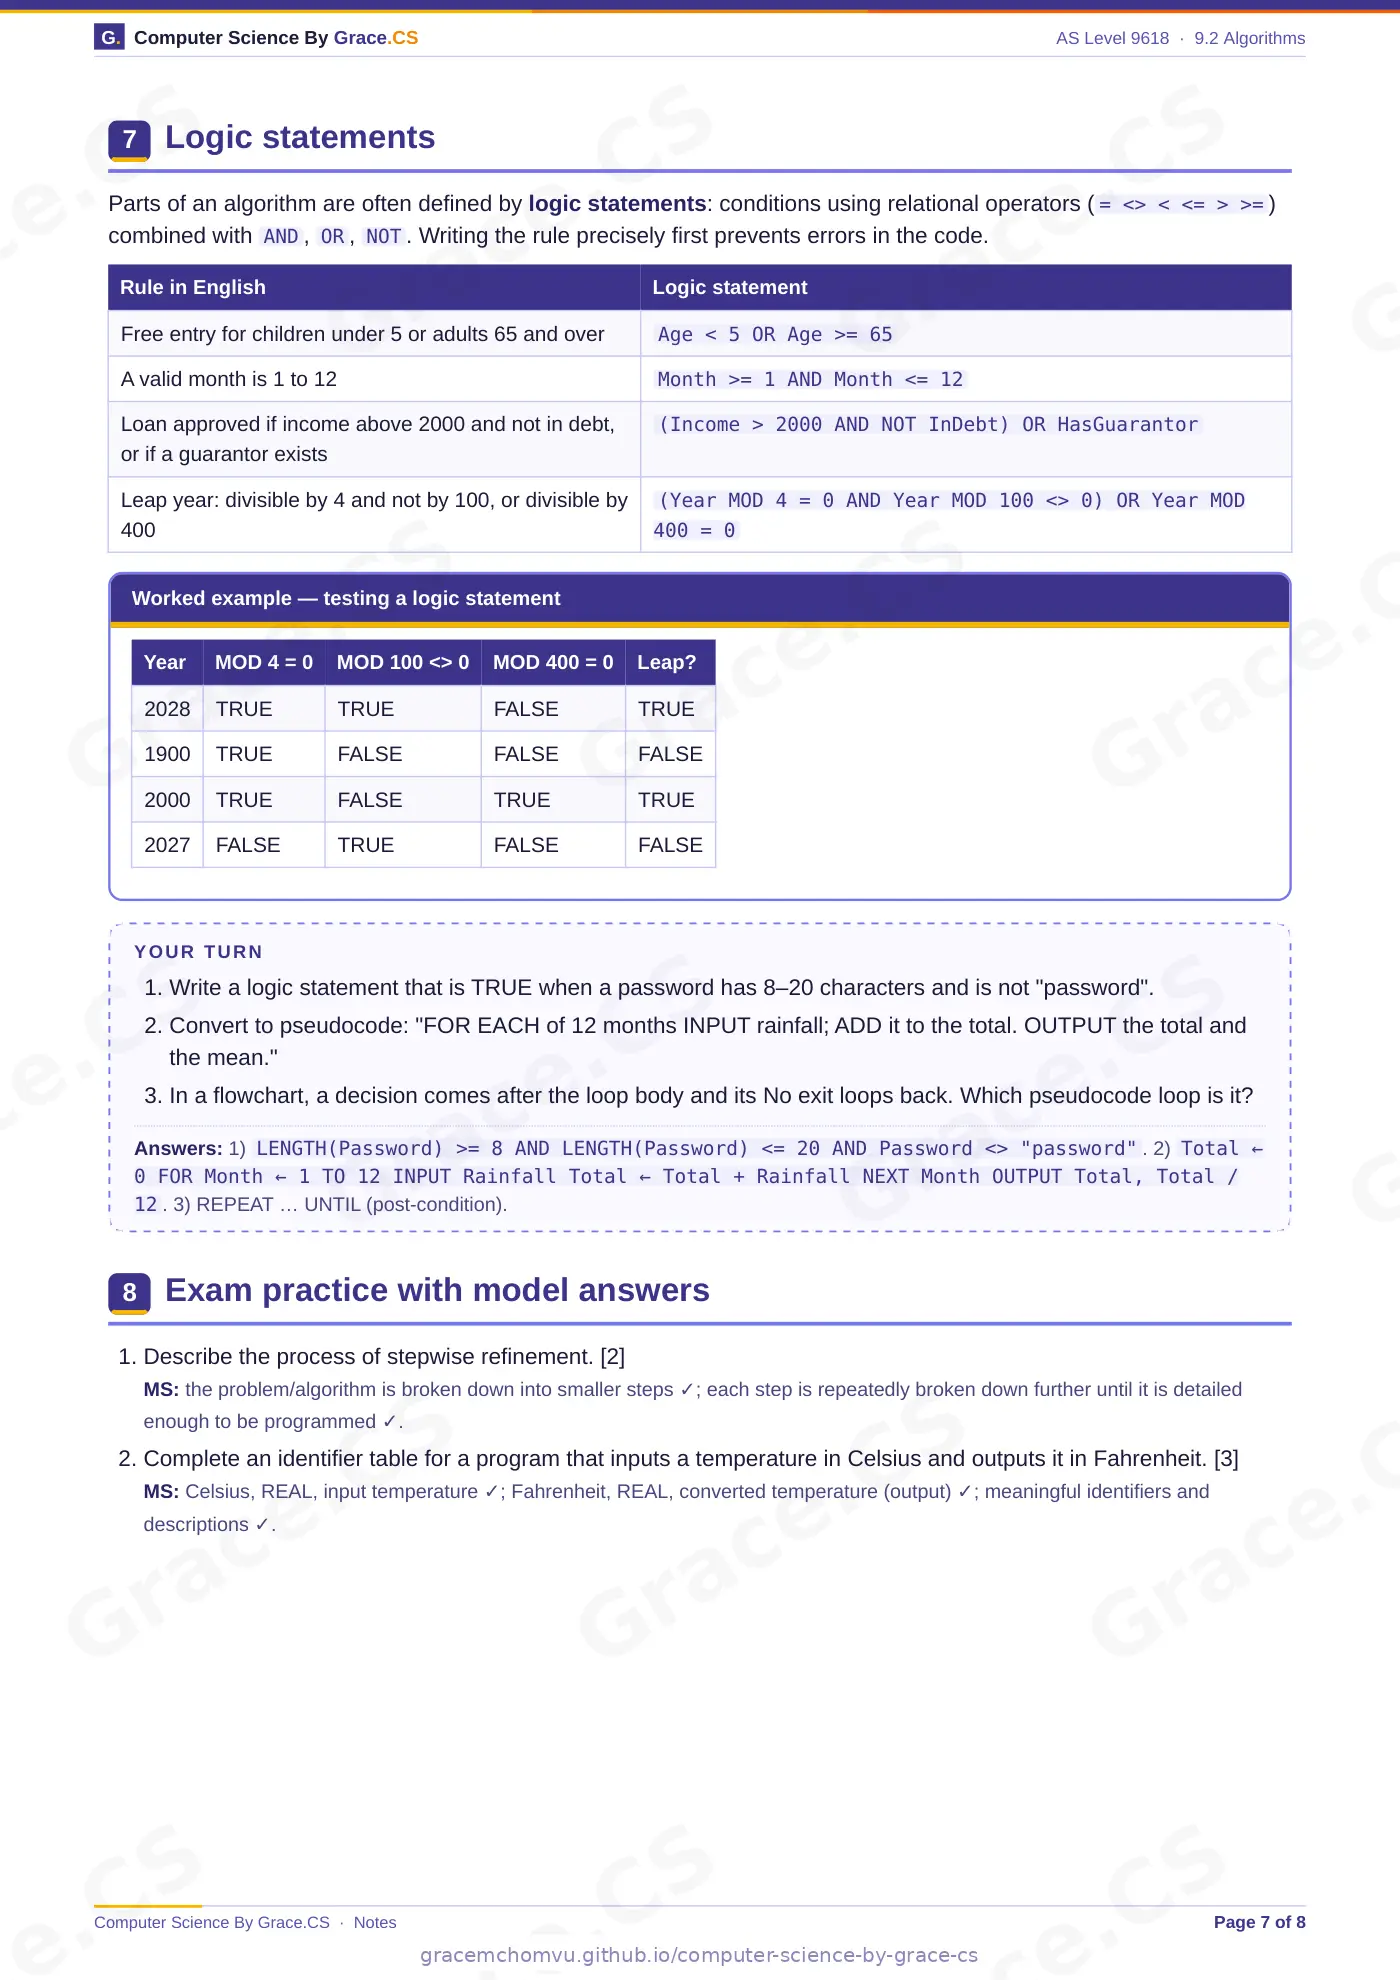 G. Computer Science By Grace.CS
AS Level 9618 · 9.2 Algorithms
7 Logic statements
Parts of an algorithm are often defined by logic statements: conditions using relational operators ( = <> < <= > >= )
combined with AND , OR , NOT . Writing the rule precisely first prevents errors in the code.
Rule in English Logic statement
Free entry for children under 5 or adults 65 and over Age < 5 OR Age >= 65
A valid month is 1 to 12 Month >= 1 AND Month <= 12
Loan approved if income above 2000 and not in debt, (Income > 2000 AND NOT InDebt) OR HasGuarantor
or if a guarantor exists
Leap year: divisible by 4 and not by 100, or divisible by (Year MOD 4 = 0 AND Year MOD 100 <> 0) OR Year MOD
400 400 = 0
Worked example — testing a logic statement
Year MOD 4 = 0 MOD 100 <> 0 MOD 400 = 0 Leap?
2028 TRUE TRUE FALSE TRUE
1900 TRUE FALSE FALSE FALSE
2000 TRUE FALSE TRUE TRUE
2027 FALSE TRUE FALSE FALSE
YOUR TURN
1. Write a logic statement that is TRUE when a password has 8–20 characters and is not "password".
2. Convert to pseudocode: "FOR EACH of 12 months INPUT rainfall; ADD it to the total. OUTPUT the total and
the mean."
3. In a flowchart, a decision comes after the loop body and its No exit loops back. Which pseudocode loop is it?
Answers: 1) LENGTH(Password) >= 8 AND LENGTH(Password) <= 20 AND Password <> "password" . 2) Total ←
0 FOR Month ← 1 TO 12 INPUT Rainfall Total ← Total + Rainfall NEXT Month OUTPUT Total, Total /
12 . 3) REPEAT … UNTIL (post-condition).
8 Exam practice with model answers
1. Describe the process of stepwise refinement. [2]
MS: the problem/algorithm is broken down into smaller steps ✓; each step is repeatedly broken down further until it is detailed
enough to be programmed ✓.
2. Complete an identifier table for a program that inputs a temperature in Celsius and outputs it in Fahrenheit. [3]
MS: Celsius, REAL, input temperature ✓; Fahrenheit, REAL, converted temperature (output) ✓; meaningful identifiers and
descriptions ✓.
Computer Science By Grace.CS · Notes
Page 7 of 8
gracemchomvu.github.io/computer-science-by-grace-cs